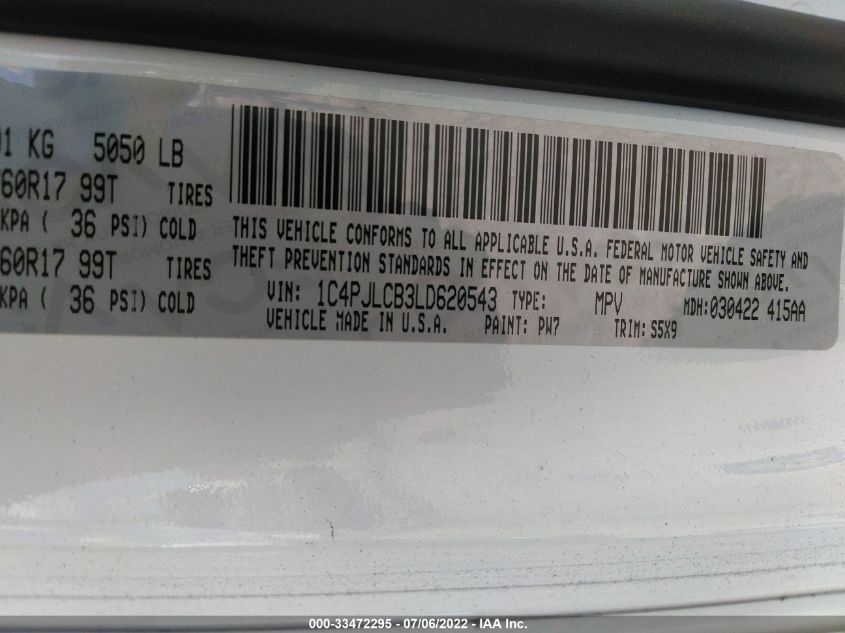 01 KG 5050 LB
60R17 99T TIRES
KPA ( 36 PSI) COLD
60R17 99T TIRES
KPA ( 36 PSI) COLD
THIS VEHICLE CONFORMS TO ALL APPLICABLE U.S.A. FEDERAL MOTOR VEHICLE SAFETY AND
THEFT PREVENTION STANDARDS IN EFFECT ON THE DATE OF MANUFACTURE SHOWN ABOVE.
VIN: 1C4PJLCB3LD620543 TYPE: MPV MDH:030422 415AA
VEHICLE MADE IN U.S.A. PAINT: PW7 TRIM: S5X9
000-33472295 - 07/06/2022 - IAA Inc.